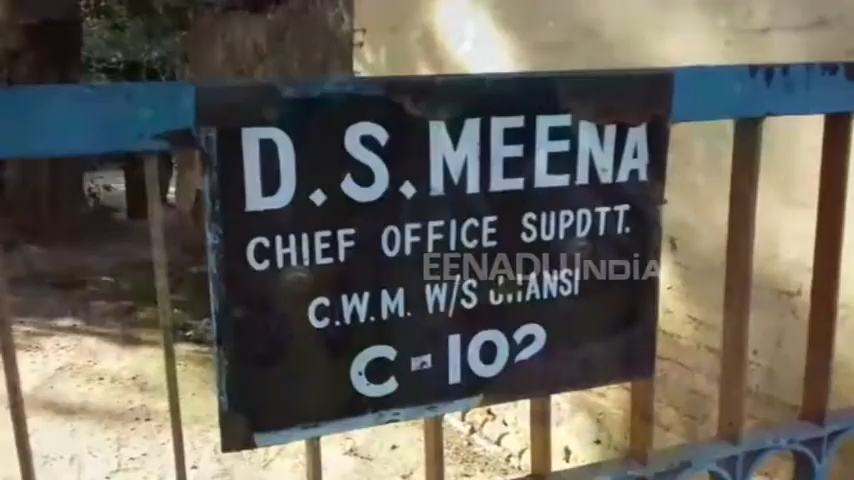 D.S. MEENA
CHIEF OFFICE SUPDTT.
EENADU INDIA
C.W.M. W/S JHANSI
C-102